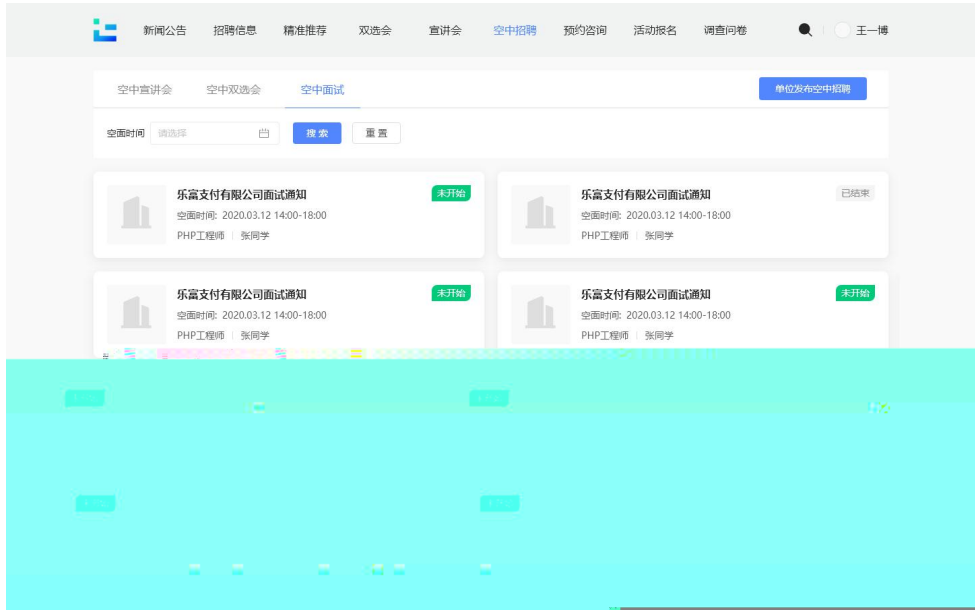 新闻公告 招聘信息 精准推荐 双选会 宣讲会 空中招聘 预约咨询 活动报名 调查问卷 王一博
空中宣讲会 空中双选会 空中面试 单位发布空中招聘
空面时间 请选择 搜索 重置
乐富支付有限公司面试通知 未开始
空面时间: 2020.03.12 14:00-18:00
PHP工程师 张同学
乐富支付有限公司面试通知 已结束
空面时间: 2020.03.12 14:00-18:00
PHP工程师 张同学
乐富支付有限公司面试通知 未开始
空面时间: 2020.03.12 14:00-18:00
PHP工程师 张同学
乐富支付有限公司面试通知 未开始
空面时间: 2020.03.12 14:00-18:00
PHP工程师 张同学